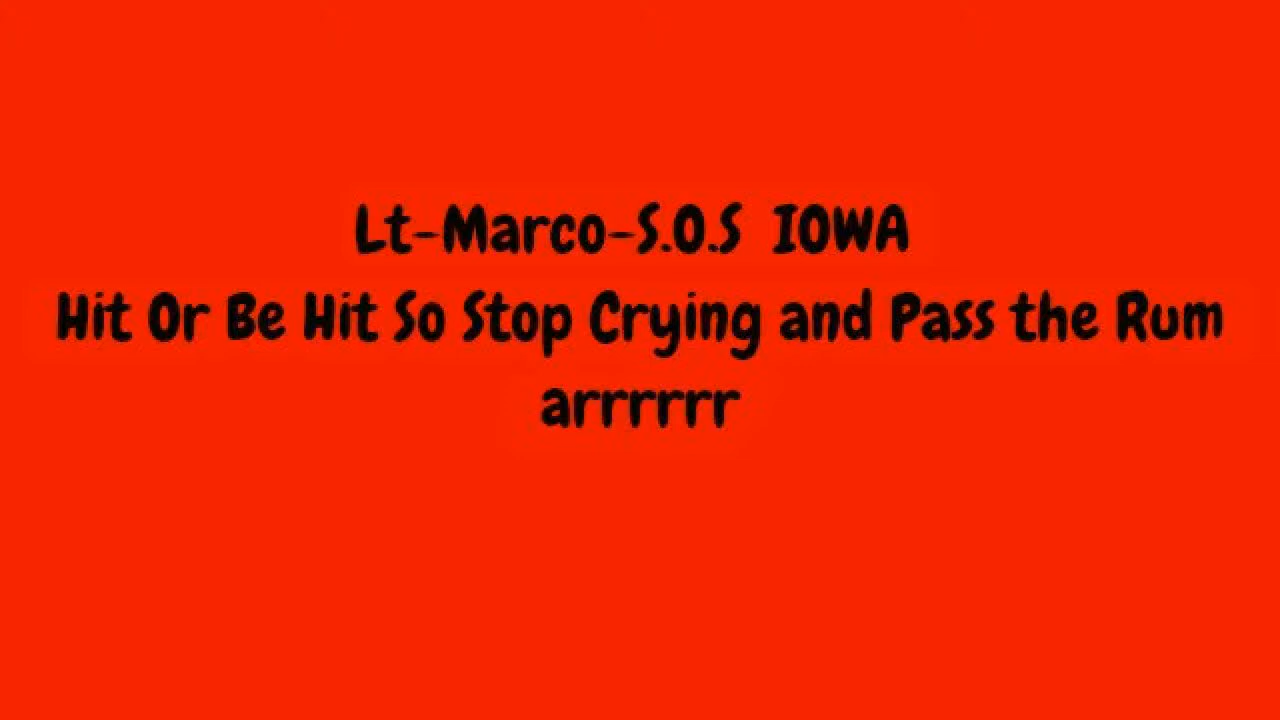 Lt-Marco-S.O.S IOWA
Hit Or Be Hit So Stop Crying and Pass the Rum
arrrrrr